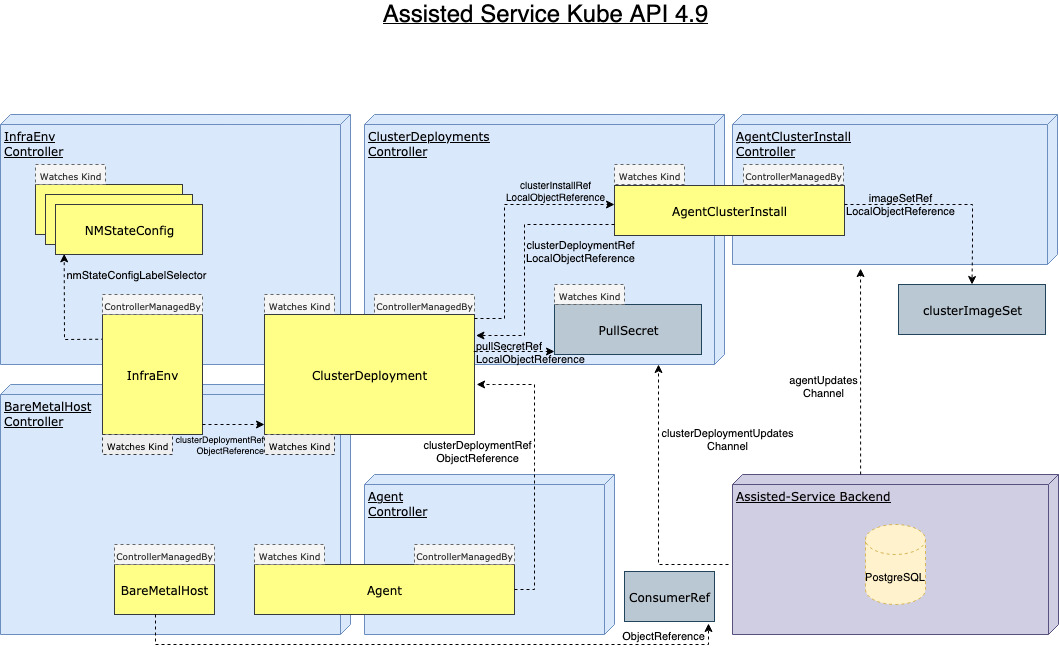 Assisted Service Kube API 4.9
InfraEnv
Controller
Watches Kind
NMStateConfig
nmStateConfigLabelSelector
ControllerManagedBy
InfraEnv
Watches Kind
Watches Kind
ClusterDeployments
Controller
ControllerManagedBy
ClusterDeployment
Watches Kind
clusterDeploymentRef
ObjectReference
clusterInstallRef
LocalObjectReference
clusterDeploymentRef
LocalObjectReference
Watches Kind
AgentClusterInstall
Watches Kind
PullSecret
pullSecretRef
LocalObjectReference
AgentClusterInstall
Controller
ControllerManagedBy
imageSetRef
LocalObjectReference
clusterImageSet
agentUpdates
Channel
clusterDeploymentUpdates
Channel
BareMetalHost
Controller
ControllerManagedBy
BareMetalHost
clusterDeploymentRef
ObjectReference
Agent
Controller
Watches Kind
ControllerManagedBy
Agent
ConsumerRef
ObjectReference
Assisted-Service Backend
PostgreSQL